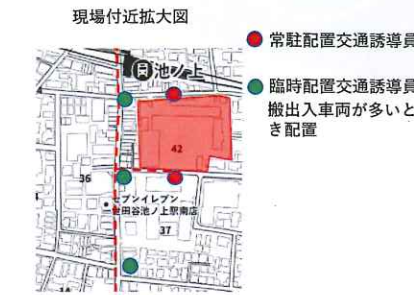 現場付近拡大図
常駐配置交通誘導員
臨時配置交通誘導員
搬出入車両が多いと
き配置
池ノ上
42
36
セブンイレブン
世田谷池ノ上駅南店
37